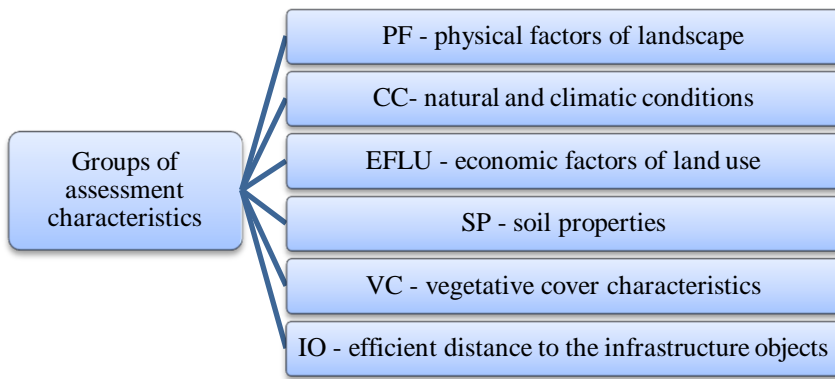 PF - physical factors of landscape
CC- natural and climatic conditions
EFLU - economic factors of land use
Groups of
assessment
characteristics
SP - soil properties
VC - vegetative cover characteristics
IO - efficient distance to the infrastructure objects